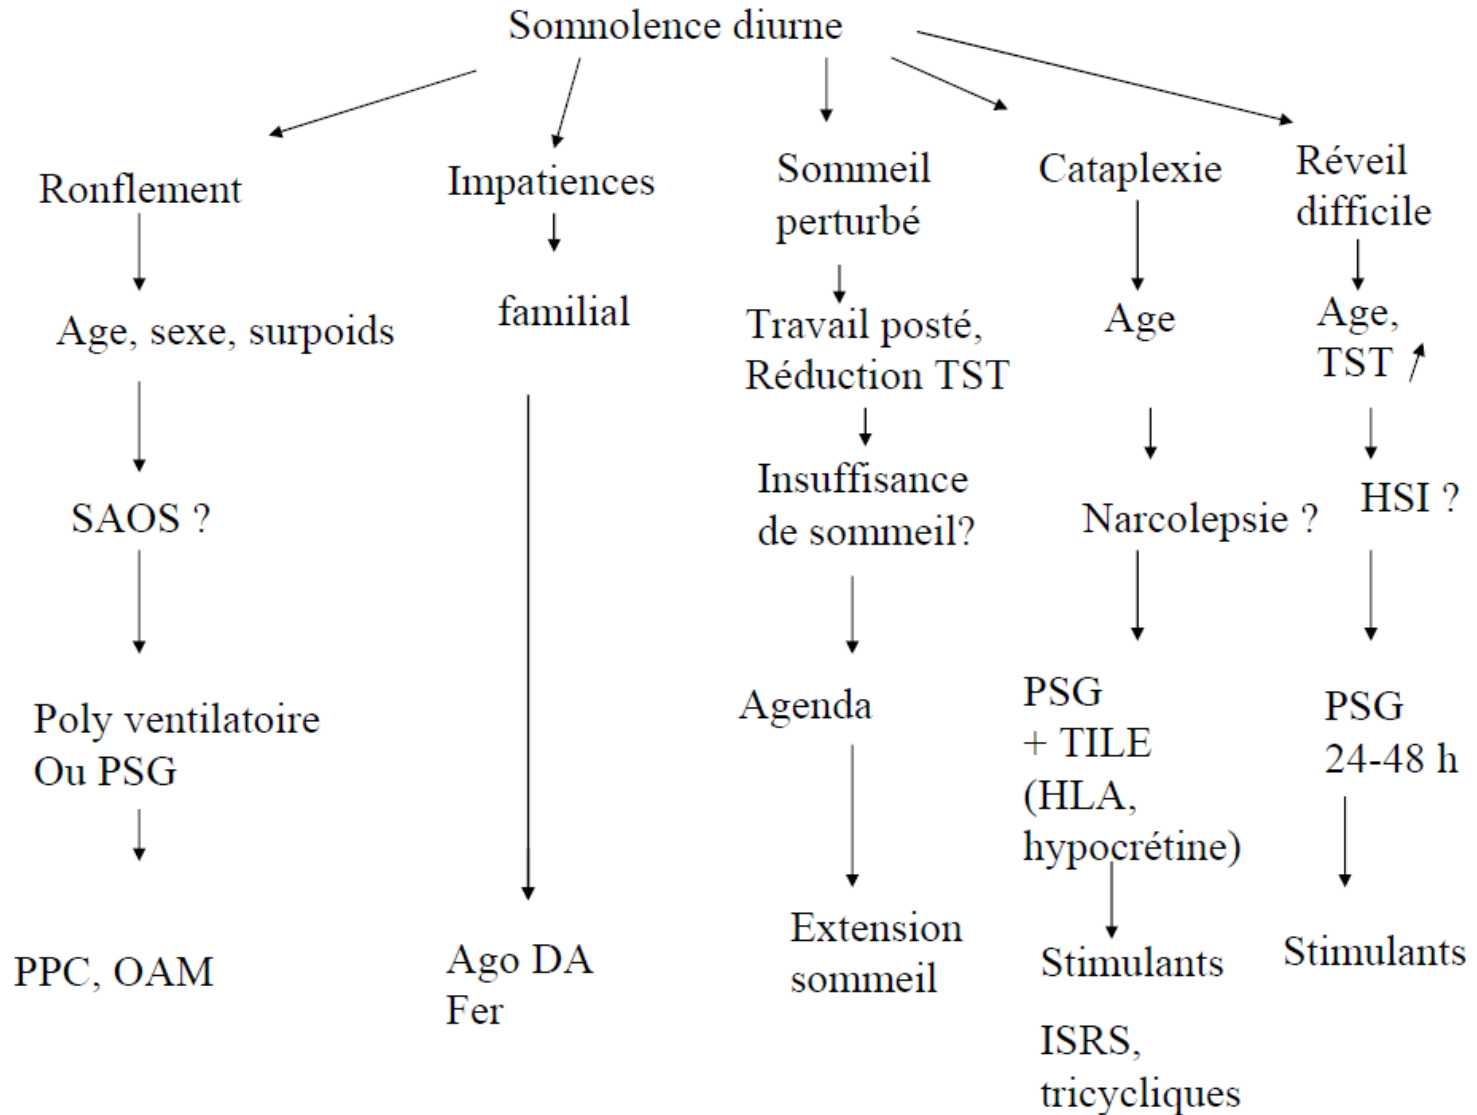 Somnolence diurne
Ronflement
Age, sexe, surpoids
SAOS ?
Poly ventilatoire
Ou PSG
PPC, OAM
Impatiences
familial
Ago DA
Fer
Sommeil
perturbé
Travail posté,
Réduction TST
Insuffisance
de sommeil?
Agenda
Extension
sommeil
Cataplexie
Age
Narcolepsie ?
PSG
+ TILE
(HLA,
hypocrétine)
Stimulants
ISRS,
tricycliques
Réveil
difficile
Age,
TST
HSI ?
PSG
24-48 h
Stimulants